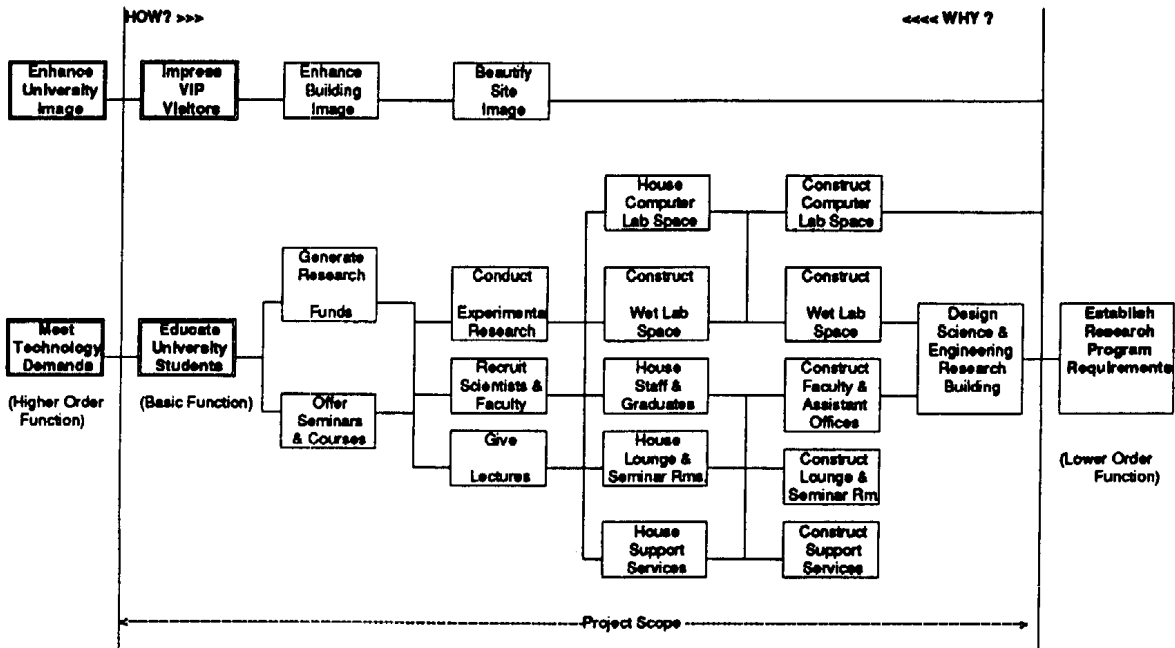 HOW? >>>
<<<< WHY ?
Enhance
University
Image
Impress
VIP
Visitors
Enhance
Building
Image
Beautify
Site
Image
House
Computer
Lab Space
Construct
Computer
Lab Space
Generate
Research
Funds
Conduct
Experimental
Research
Construct
Wet Lab
Space
Construct
Wet Lab
Space
Meet
Technology
Demands
(Higher Order
Function)
Educate
University
Students
(Basic Function)
Offer
Seminars
& Courses
Recruit
Scientists &
Faculty
House
Staff &
Graduates
Construct
Faculty &
Assistant
Offices
Design
Science &
Engineering
Research
Building
Establish
Research
Program
Requirements
(Lower Order
Function)
Give
Lectures
House
Lounge &
Seminar Rms.
Construct
Lounge &
Seminar Rm.
House
Support
Services
Construct
Support
Services
Project Scope